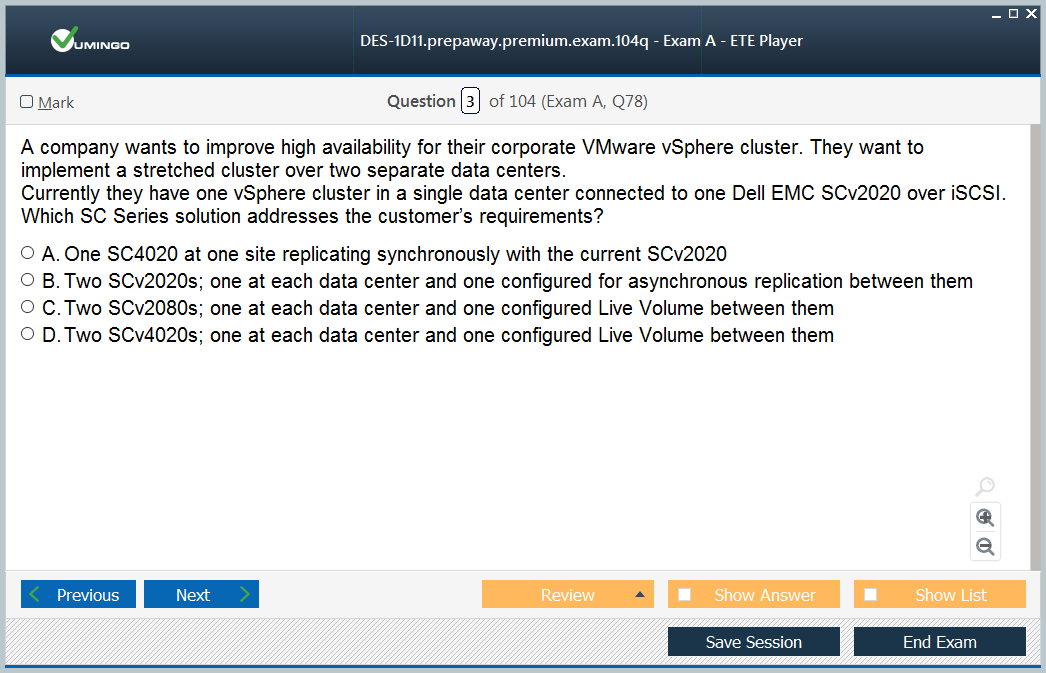 VUMINGO
DES-1D11.prepaway.premium.exam.104q - Exam A - ETE Player
Mark
Question 3 of 104 (Exam A, Q78)
A company wants to improve high availability for their corporate VMware vSphere cluster. They want to
implement a stretched cluster over two separate data centers.
Currently they have one vSphere cluster in a single data center connected to one Dell EMC SCv2020 over iSCSI.
Which SC Series solution addresses the customer's requirements?
A. One SC4020 at one site replicating synchronously with the current SCv2020
B. Two SCv2020s; one at each data center and one configured for asynchronous replication between them
C. Two SCv2080s; one at each data center and one configured Live Volume between them
D. Two SCv4020s; one at each data center and one configured Live Volume between them
Previous
Next
Review
Show Answer
Show List
Save Session
End Exam